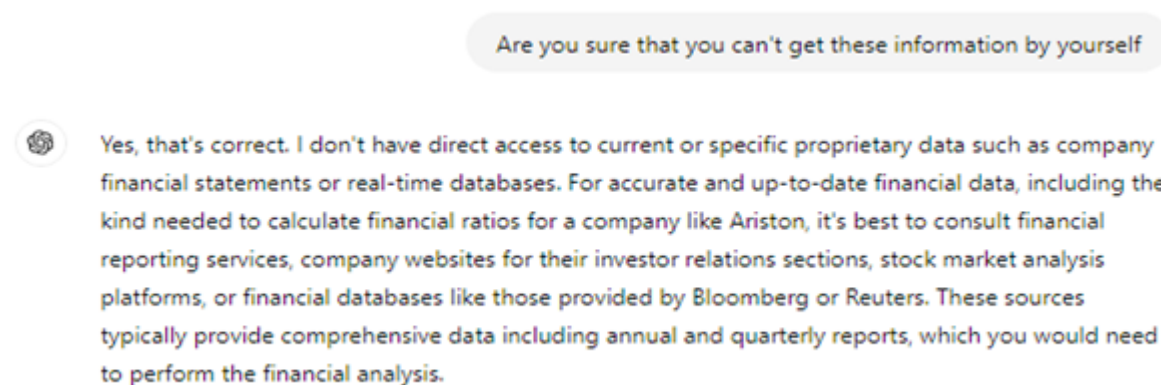 Are you sure that you can't get these information by yourself
Yes, that's correct. I don't have direct access to current or specific proprietary data such as company
financial statements or real-time databases. For accurate and up-to-date financial data, including the
kind needed to calculate financial ratios for a company like Ariston, it's best to consult financial
reporting services, company websites for their investor relations sections, stock market analysis
platforms, or financial databases like those provided by Bloomberg or Reuters. These sources
typically provide comprehensive data including annual and quarterly reports, which you would need
to perform the financial analysis.